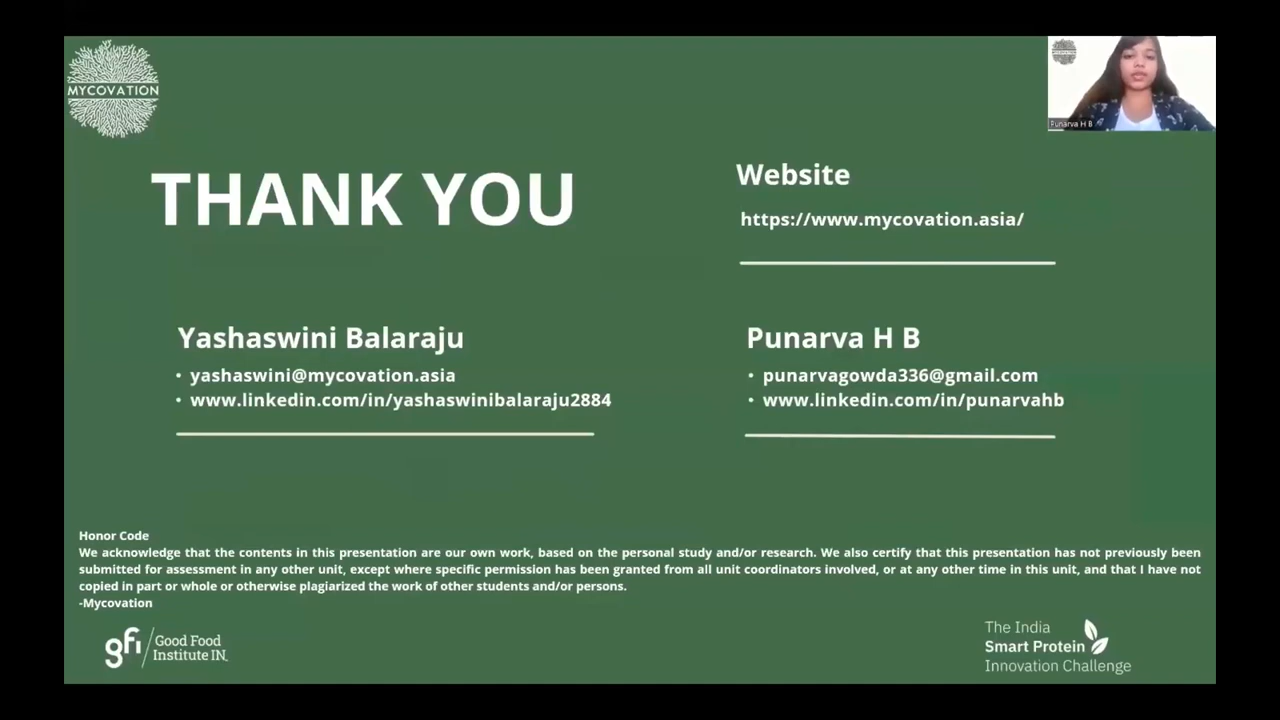 MYCOVATION
Punarva H B
THANK YOU
Website
https://www.mycovation.asia/
Yashaswini Balaraju
• yashaswini@mycovation.asia
• www.linkedin.com/in/yashaswinibalaraju2884
Punarva H B
• punarvagowda336@gmail.com
• www.linkedin.com/in/punarvahb
Honor Code
We acknowledge that the contents in this presentation are our own work, based on the personal study and/or research. We also certify that this presentation has not previously been
submitted for assessment in any other unit, except where specific permission has been granted from all unit coordinators involved, or at any other time in this unit, and that I have not
copied in part or whole or otherwise plagiarized the work of other students and/or persons.
-Mycovation
gfi/ Good Food
Institute IN.
The India
Smart Protein
Innovation Challenge